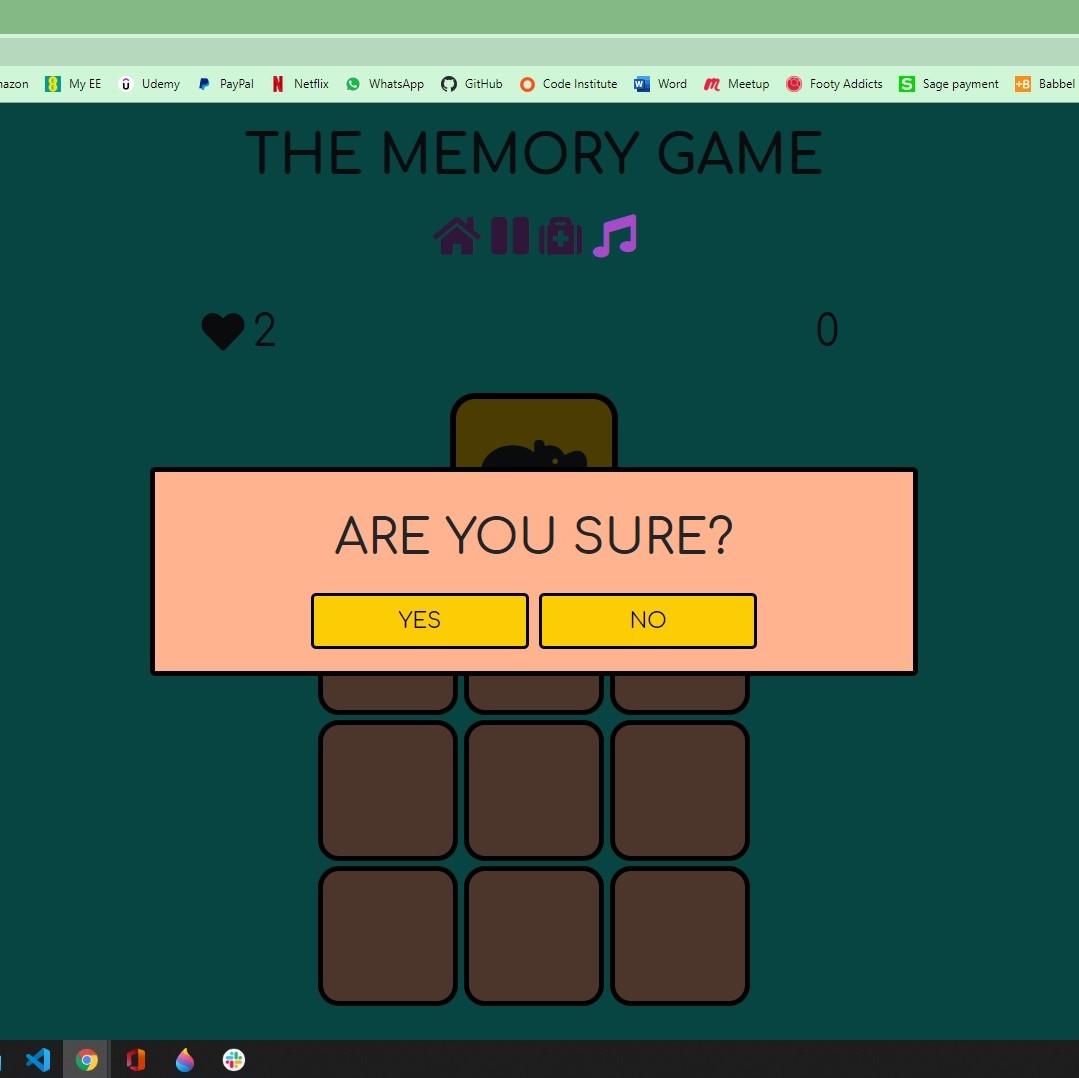 mazon My EE Udemy PayPal Netflix WhatsApp GitHub Code Institute Word Meetup Footy Addicts Sage payment Babbel
THE MEMORY GAME
2 0
ARE YOU SURE?
YES NO